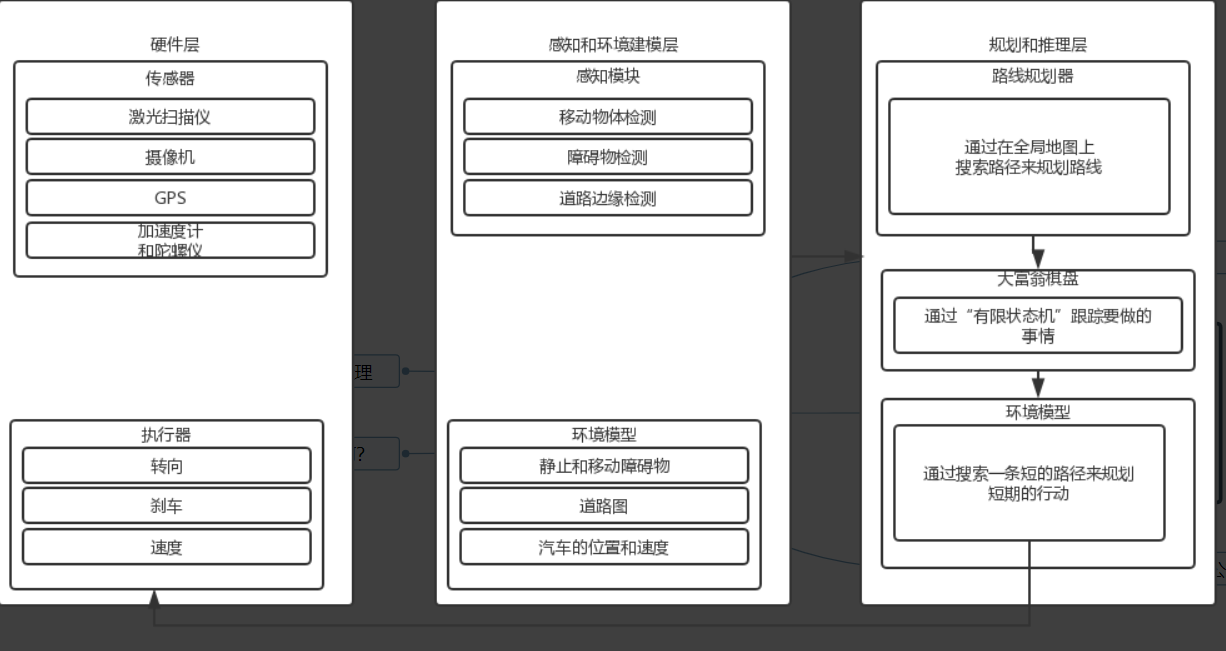 硬件层
传感器
激光扫描仪
摄像机
GPS
加速度计
和陀螺仪
执行器
转向
刹车
速度
理
?
感知和环境建模层
感知模块
移动物体检测
障碍物检测
道路边缘检测
环境模型
静止和移动障碍物
道路图
汽车的位置和速度
规划和推理层
路线规划器
通过在全局地图上
搜索路径来规划路线
大富翁棋盘
通过“有限状态机”跟踪要做的
事情
环境模型
通过搜索一条短的路径来规划
短期的行动